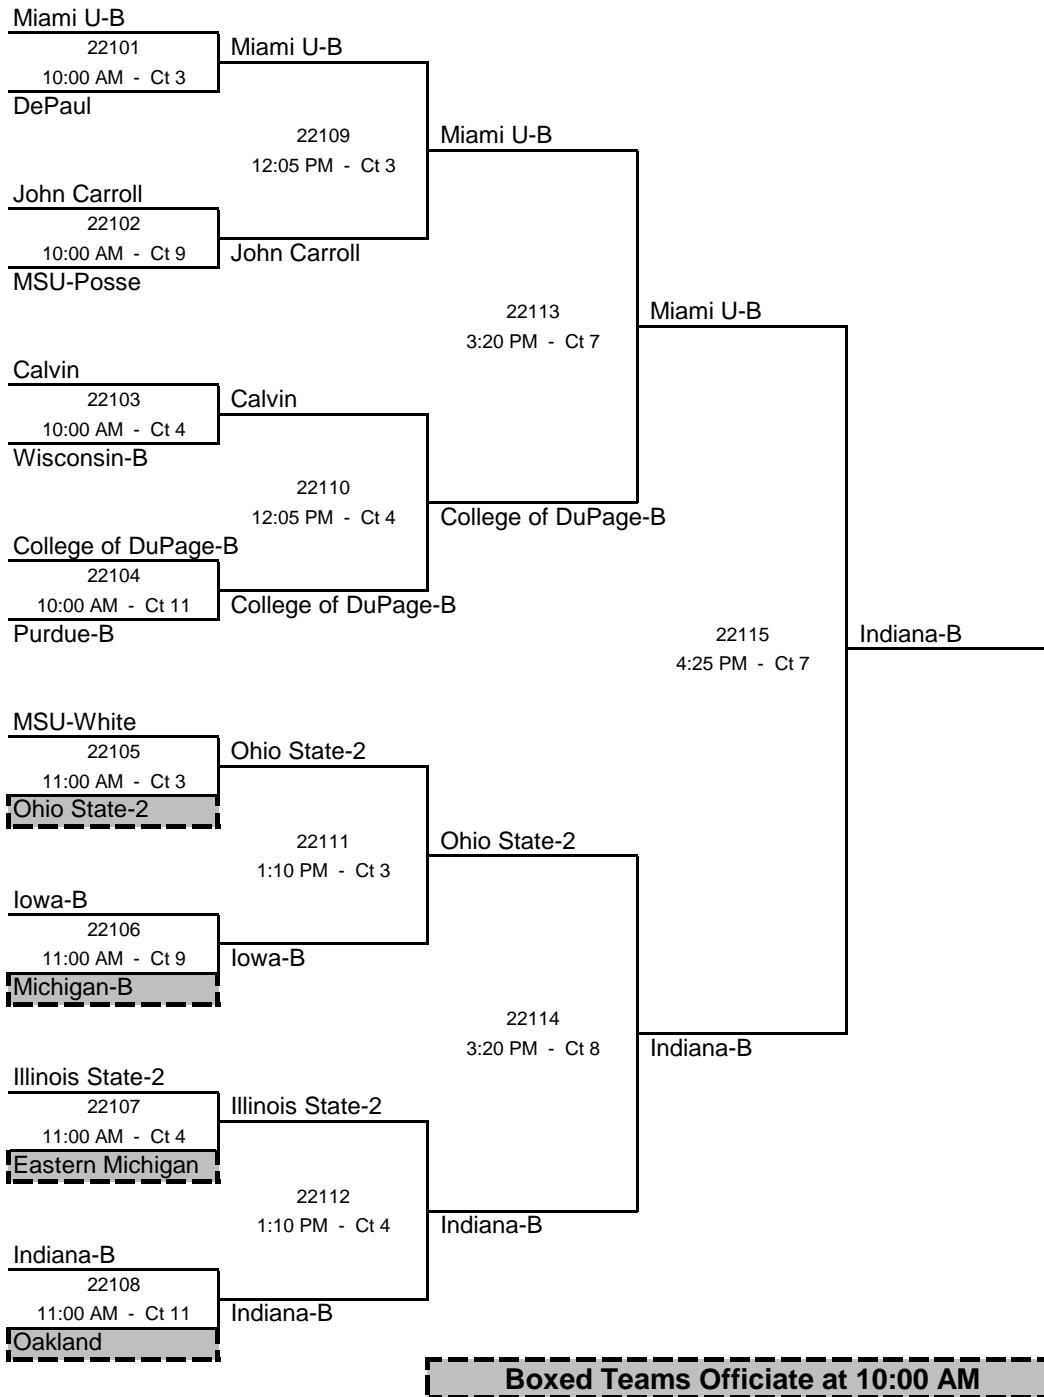 Miami U-B
22101
10:00 AM - Ct 3
DePaul
Miami U-B
22109
12:05 PM - Ct 3
John Carroll
22102
10:00 AM - Ct 9
MSU-Posse
John Carroll
Miami U-B
22113
3:20 PM - Ct 7
Calvin
22103
10:00 AM - Ct 4
Wisconsin-B
Calvin
22110
12:05 PM - Ct 4
College of DuPage-B
22104
10:00 AM - Ct 11
Purdue-B
College of DuPage-B
College of DuPage-B
Miami U-B
22115
4:25 PM - Ct 7
Indiana-B
MSU-White
22105
11:00 AM - Ct 3
Ohio State-2
Ohio State-2
22111
1:10 PM - Ct 3
Iowa-B
22106
11:00 AM - Ct 9
Michigan-B
Iowa-B
Ohio State-2
22114
3:20 PM - Ct 8
Indiana-B
Illinois State-2
22107
11:00 AM - Ct 4
Eastern Michigan
Illinois State-2
22112
1:10 PM - Ct 4
Indiana-B
Indiana-B
22108
11:00 AM - Ct 11
Oakland
Indiana-B
Boxed Teams Officiate at 10:00 AM